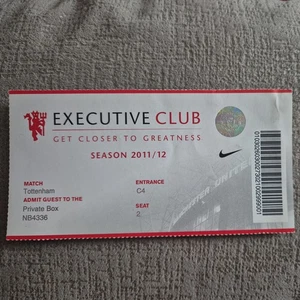 EXECUTIVE CLUB
GET CLOSER TO GREATNESS
SEASON 2011/12
MATCH
Tottenham
ADMIT GUEST TO THE
Private Box
NB4336
ENTRANCE
C4
SEAT
2